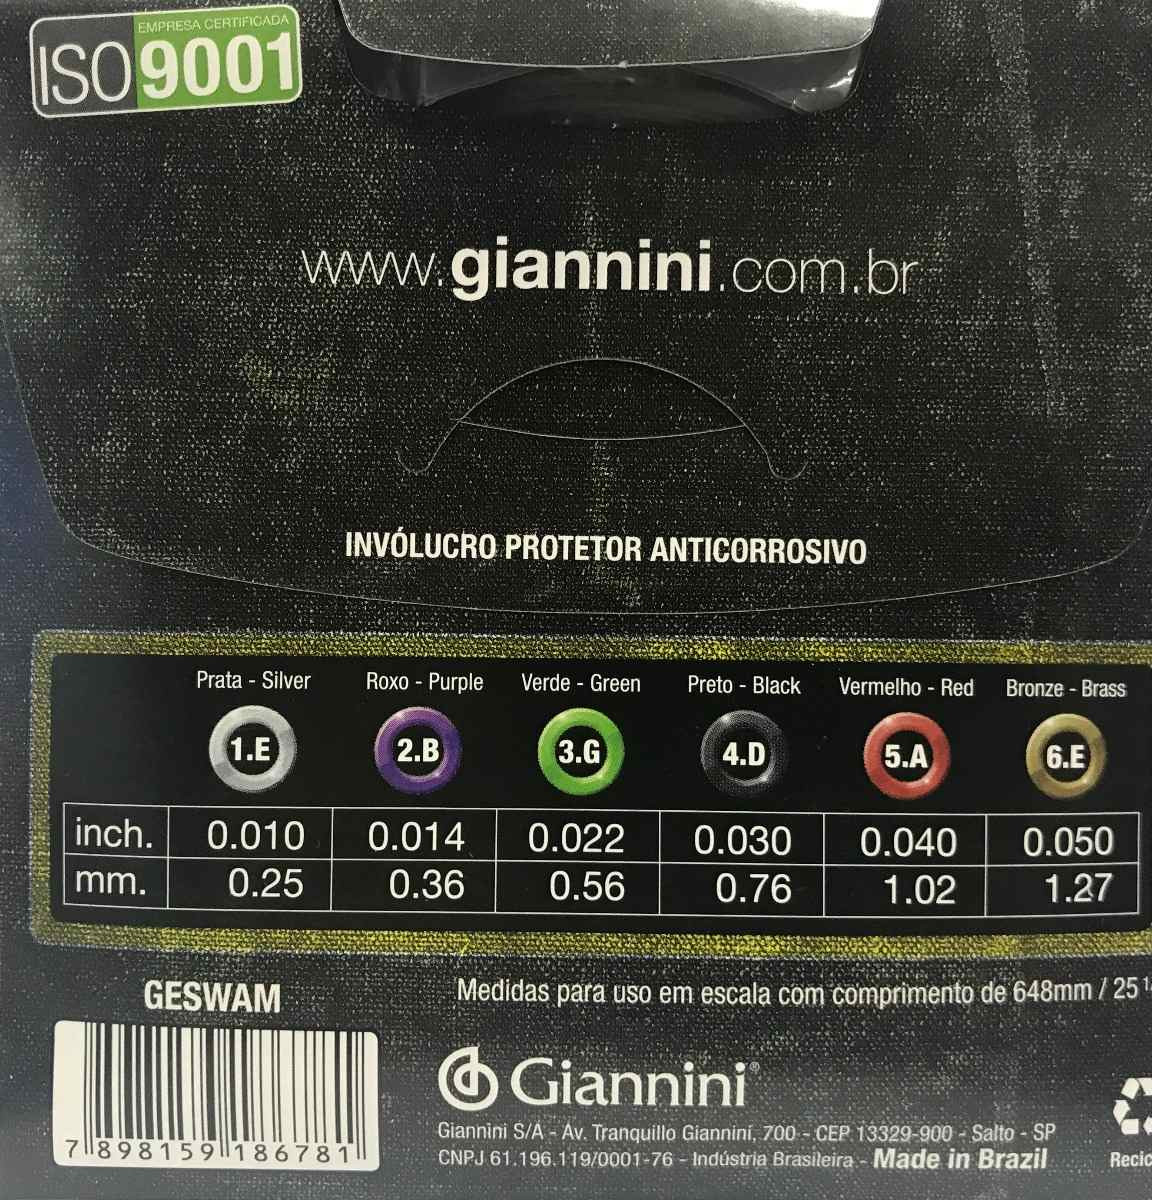 EMPRESA CERTIFICADA
ISO 9001
www.giannini.com.br
INVÓLUCRO PROTETOR ANTICORROSIVO
Prata - Silver Roxo - Purple Verde - Green Preto - Black Vermelho - Red Bronze - Brass
1.E 2.B 3.G 4.D 5.A 6.E
inch. 0.010 0.014 0.022 0.030 0.040 0.050
mm. 0.25 0.36 0.56 0.76 1.02 1.27
GESWAM
Medidas para uso em escala com comprimento de 648mm / 25
7 898159 186781
Giannini®
Giannini S/A - Av. Tranquillo Giannini, 700 - CEP 13329-900 - Salto - SP
CNPJ 61.196.119/0001-76 - Indústria Brasileira - Made in Brazil